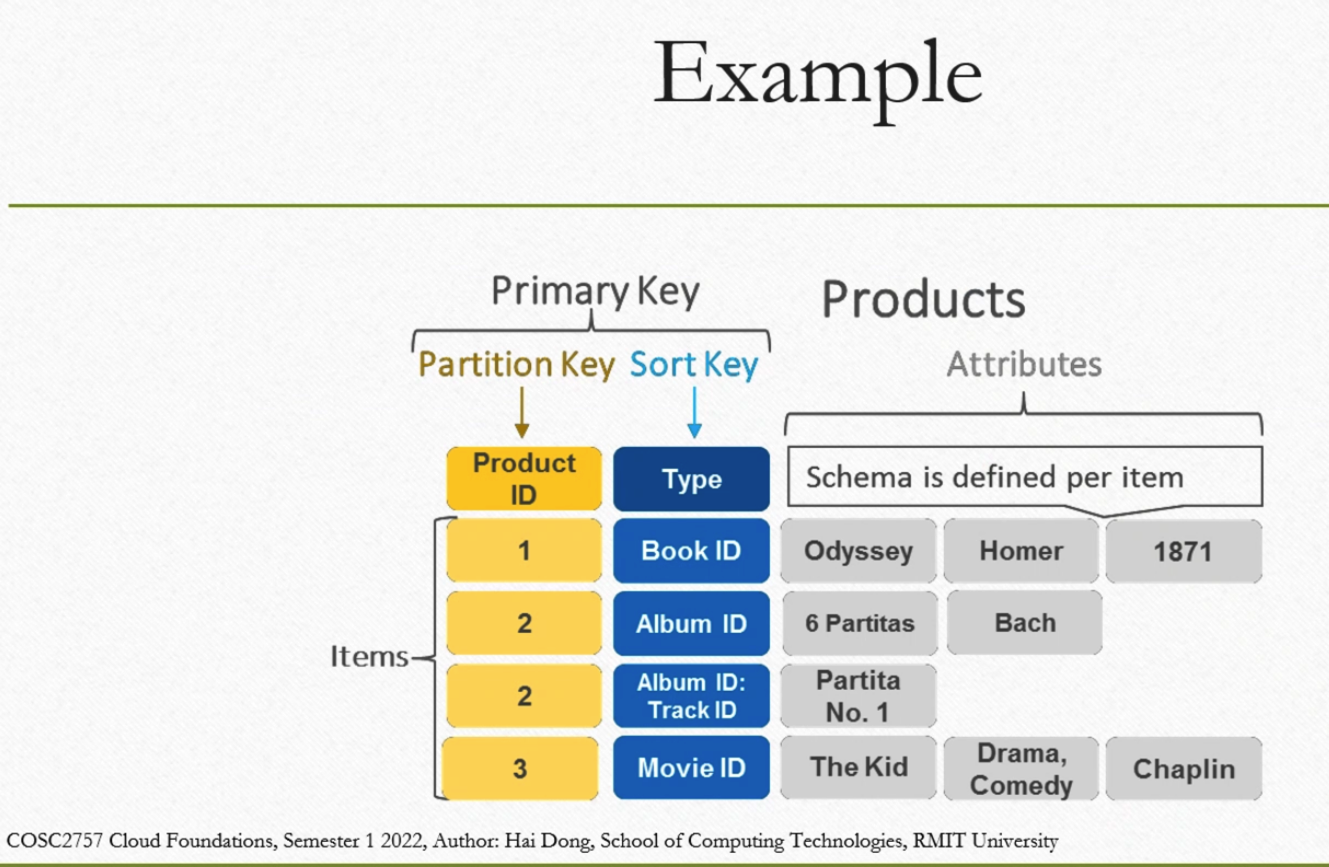 Example
Primary Key
Products
Partition Key
Sort Key
Attributes
Product
ID
Type
Schema is defined per item
Items
1
Book ID
Odyssey
Homer
1871
2
Album ID
6 Partitas
Bach
2
Album ID:
Track ID
Partita
No. 1
3
Movie ID
The Kid
Drama,
Comedy
Chaplin
COSC2757 Cloud Foundations, Semester 1 2022, Author: Hai Dong, School of Computing Technologies, RMIT University